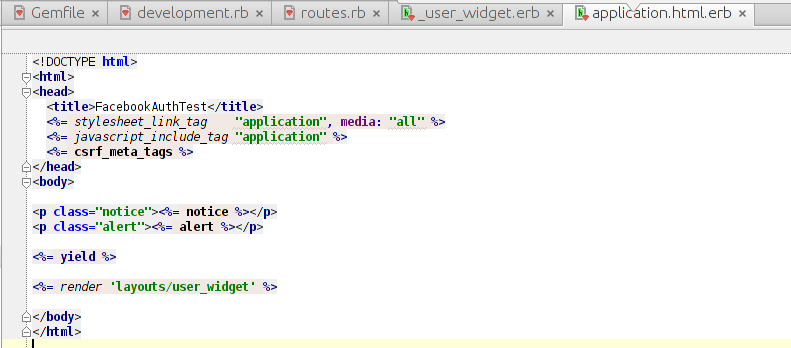 Gemfile × development.rb × routes.rb × _user_widget.erb × application.html.erb ×
<!DOCTYPE html>
<html>
<head>
  <title>FacebookAuthTest</title>
  <%= stylesheet_link_tag    "application", media: "all" %>
  <%= javascript_include_tag "application" %>
  <%= csrf_meta_tags %>
</head>
<body>
<p class="notice"><%= notice %></p>
<p class="alert"><%= alert %></p>
<%= yield %>
<%= render 'layouts/user_widget' %>
</body>
</html>